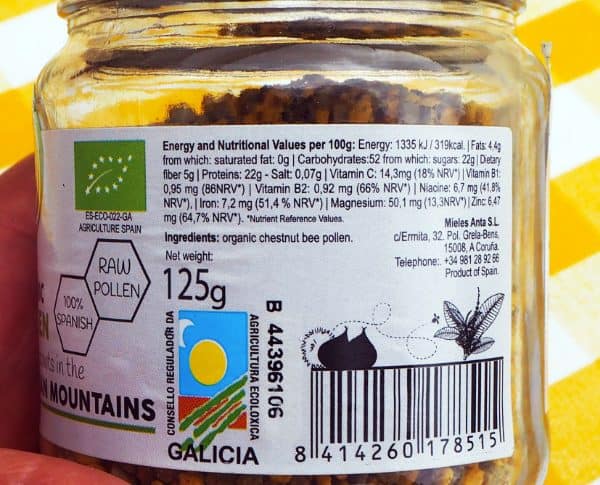 Energy and Nutritional Values per 100g: Energy: 1335 kJ / 319kcal. | Fats: 4,4g
from which: saturated fat: 0g | Carbohydrates:52 from which: sugars: 22g | Dietary
fiber 5g | Proteins: 22g - Salt: 0,07g | Vitamin C: 14,3mg (18% NRV*) | Vitamin B1:
0,95 mg (86NRV*) | Vitamin B2: 0,92 mg (66% NRV*) | Niacine: 6,7 mg (41,8%
NRV*), | Iron: 7,2 mg (51,4 % NRV*) | Magnesium: 50,1 mg (13,3NRV*)| Zinc: 6,47
mg (64,7% NRV*). *Nutrient Reference Values.
Ingredients: organic chestnut bee pollen.
Net weight:
125g
Mieles Anta S.L.
c/Ermita, 32. Pol. Grela-Bens,
15008, A Coruña.
Telephone:. +34 981 28 92 66
Product of Spain.
ES-ECO-022-GA
AGRICULTURE SPAIN
RAW
POLLEN
100%
SPANISH
in the
MOUNTAINS
CONSELLO REGULADOR DA
AGRICULTURA ECOLOXICA
GALICIA
B 44396106
8 414260 178515